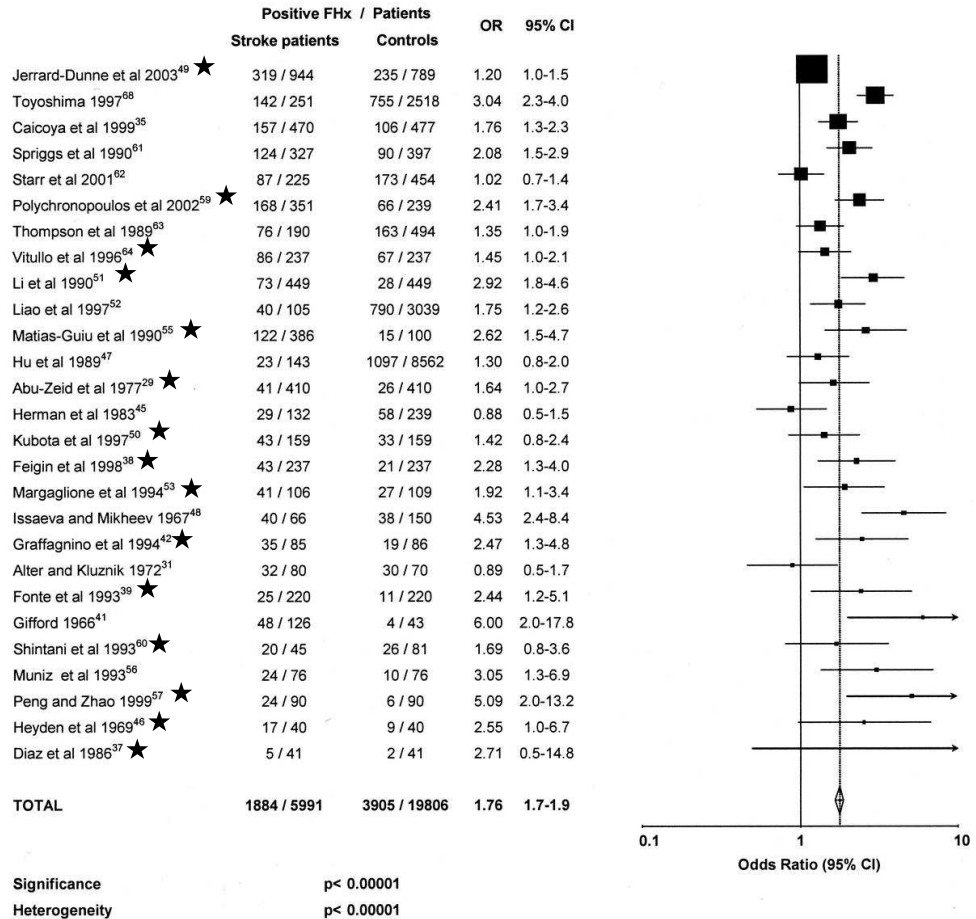 Positive FHx / Patients
OR 95% CI
Stroke patients Controls
Jerrard-Dunne et al 2003⁴⁹ ★ 319 / 944 235 / 789 1.20 1.0-1.5
Toyoshima 1997⁶⁸ 142 / 251 755 / 2518 3.04 2.3-4.0
Caicoya et al 1999³⁵ 157 / 470 106 / 477 1.76 1.3-2.3
Spriggs et al 1990⁶¹ 124 / 327 90 / 397 2.08 1.5-2.9
Starr et al 2001⁶² 87 / 225 173 / 454 1.02 0.7-1.4
Polychronopoulos et al 2002⁵⁹ ★ 168 / 351 66 / 239 2.41 1.7-3.4
Thompson et al 1989⁶³ 76 / 190 163 / 494 1.35 1.0-1.9
Vitullo et al 1996⁶⁴ ★ 86 / 237 67 / 237 1.45 1.0-2.1
Li et al 1990⁵¹ ★ 73 / 449 28 / 449 2.92 1.8-4.6
Liao et al 1997⁵² 40 / 105 790 / 3039 1.75 1.2-2.6
Matias-Guiu et al 1990⁵⁵ ★ 122 / 386 15 / 100 2.62 1.5-4.7
Hu et al 1989⁴⁷ 23 / 143 1097 / 8562 1.30 0.8-2.0
Abu-Zeid et al 1977²⁹ ★ 41 / 410 26 / 410 1.64 1.0-2.7
Herman et al 1983⁴⁵ 29 / 132 58 / 239 0.88 0.5-1.5
Kubota et al 1997⁵⁰ ★ 43 / 159 33 / 159 1.42 0.8-2.4
Feigin et al 1998³⁸ ★ 43 / 237 21 / 237 2.28 1.3-4.0
Margaglione et al 1994⁵³ ★ 41 / 106 27 / 109 1.92 1.1-3.4
Issaeva and Mikheev 1967⁴⁸ 40 / 66 38 / 150 4.53 2.4-8.4
Graffagnino et al 1994⁴² ★ 35 / 85 19 / 86 2.47 1.3-4.8
Alter and Kluznik 1972³¹ 32 / 80 30 / 70 0.89 0.5-1.7
Fonte et al 1993³⁹ ★ 25 / 220 11 / 220 2.44 1.2-5.1
Gifford 1966⁴¹ 48 / 126 4 / 43 6.00 2.0-17.8
Shintani et al 1993⁶⁰ ★ 20 / 45 26 / 81 1.69 0.8-3.6
Muniz et al 1993⁵⁶ 24 / 76 10 / 76 3.05 1.3-6.9
Peng and Zhao 1999⁵⁷ ★ 24 / 90 6 / 90 5.09 2.0-13.2
Heyden et al 1969⁴⁶ ★ 17 / 40 9 / 40 2.55 1.0-6.7
Diaz et al 1986³⁷ ★ 5 / 41 2 / 41 2.71 0.5-14.8
TOTAL 1884 / 5991 3905 / 19806 1.76 1.7-1.9
0.1 1 10
Odds Ratio (95% CI)
Significance p< 0.00001
Heterogeneity p< 0.00001